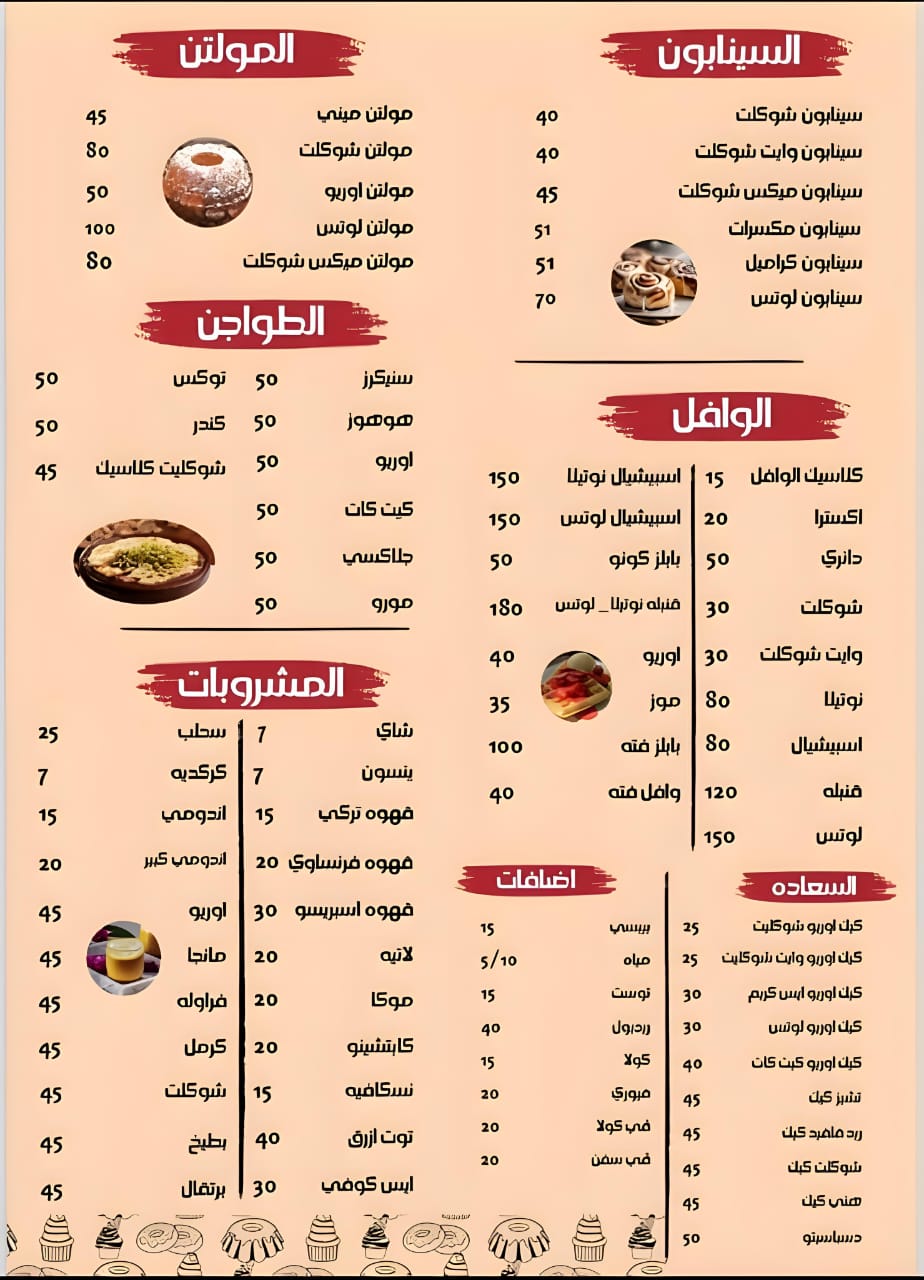 السينابون
سينابون شوكلت 40
سينابون وايت شوكلت 40
سينابون ميكس شوكلت 45
سينابون مكسرات 51
سينابون كراميل 51
سينابون لوتس 70
الوافل
كلاسيك الوافل 15
اكسترا 20
دانري 50
شوكلت 30
وايت شوكلت 30
نوتيلا 80
اسبيشيال 80
قنبله 120
لوتس 150
اسبيشيال نوتيلا 150
اسبيشيال لوتس 150
بابلز كونو 50
قنبله نوتيلا _ لوتس 180
اوريو 40
موز 35
بابلز فته 100
وافل فته 40
السعاده
كيك اوريو شوكليت 25
كيك اوريو وايت شوكليت 25
كيك اوريو ايس كريم 30
كيك اوريو لوتس 30
كيك اوريو كيت كات 40
تشيز كيك 45
ريد فلفيد كيك 45
شوكلت كيك 45
هني كيك 45
دسباسيتو 50
اضافات
بيبسي 15
مياه 5/10
توست 15
ريدبول 40
كولا 15
فيوري 20
في كولا 20
في سفن 20
المولتن
مولتن ميني 45
مولتن شوكلت 80
مولتن اوريو 50
مولتن لوتس 100
مولتن ميكس شوكلت 80
الطواجن
سنيكرز 50
هوهوز 50
اوريو 50
كيت كات 50
جلاكسي 50
مورو 50
توكس 50
كندر 50
شوكليت كلاسيك 45
المشروبات
شاي 7
ينسون 7
قهوه تركي 15
قهوه فرنساوي 20
قهوه اسبريسو 30
لاتيه 20
موكا 20
كابتشينو 20
نسكافيه 15
توت ازرق 40
ايس كوفي 30
سحلب 25
كركديه 7
اندومي 15
اندومي كبير 20
اوريو 45
مانجا 45
فراوله 45
كرمل 45
شوكلت 45
بطيخ 45
برتقال 45